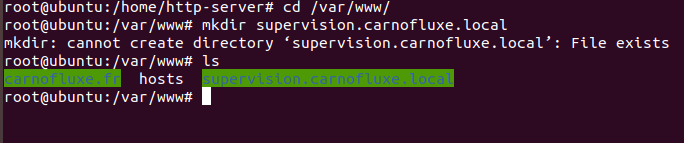 root@ubuntu:/home/http-server# cd /var/www/
root@ubuntu:/var/www# mkdir supervision.carnofluxe.local
mkdir: cannot create directory ‘supervision.carnofluxe.local’: File exists
root@ubuntu:/var/www# ls
carnofluxe.fr  hosts  supervision.carnofluxe.local
root@ubuntu:/var/www#